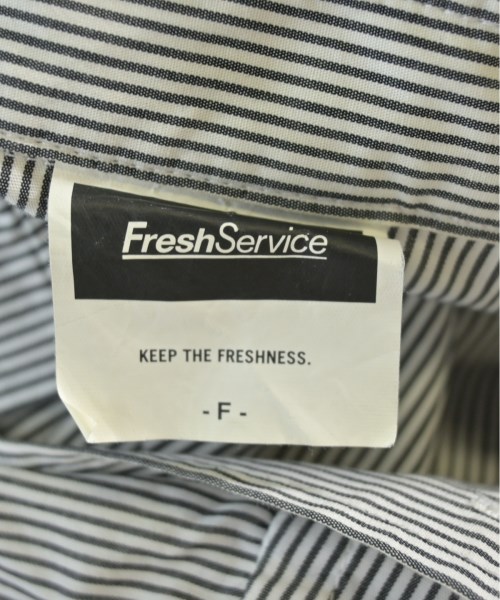 FreshService
KEEP THE FRESHNESS.
- F -